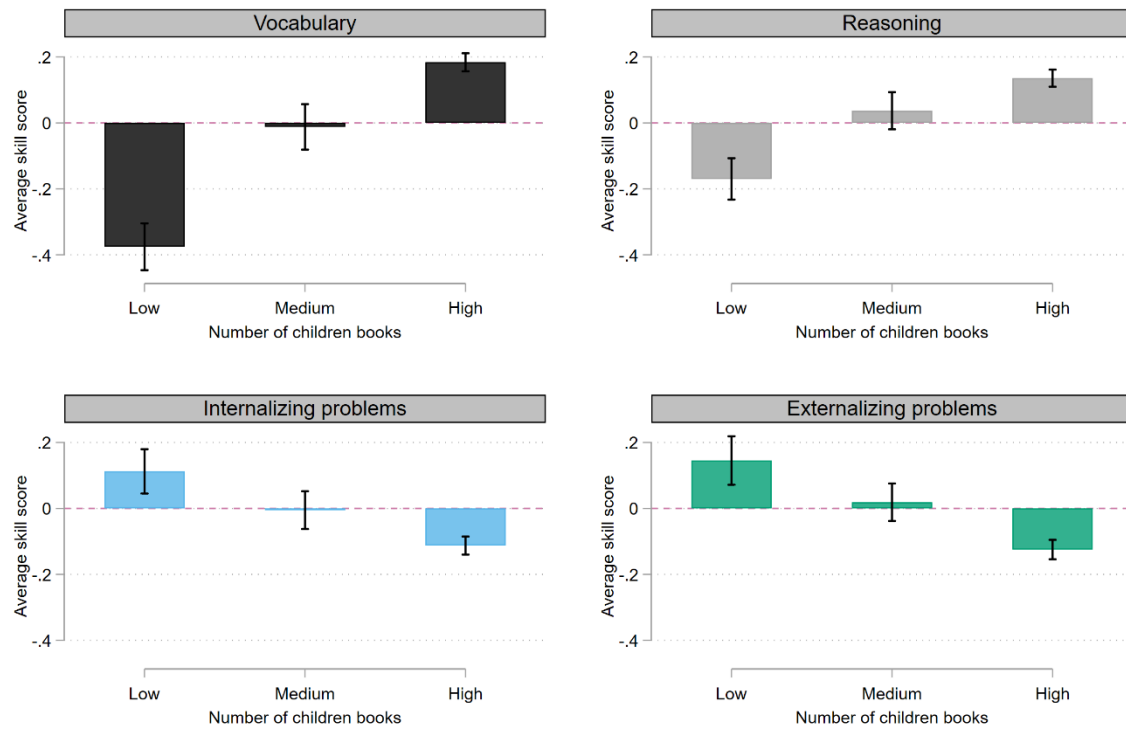 Vocabulary
Average skill score
.2
0
-.2
-.4
Low Medium High
Number of children books
Reasoning
Average skill score
.2
0
-.2
-.4
Low Medium High
Number of children books
Internalizing problems
Average skill score
.2
0
-.2
-.4
Low Medium High
Number of children books
Externalizing problems
Average skill score
.2
0
-.2
-.4
Low Medium High
Number of children books